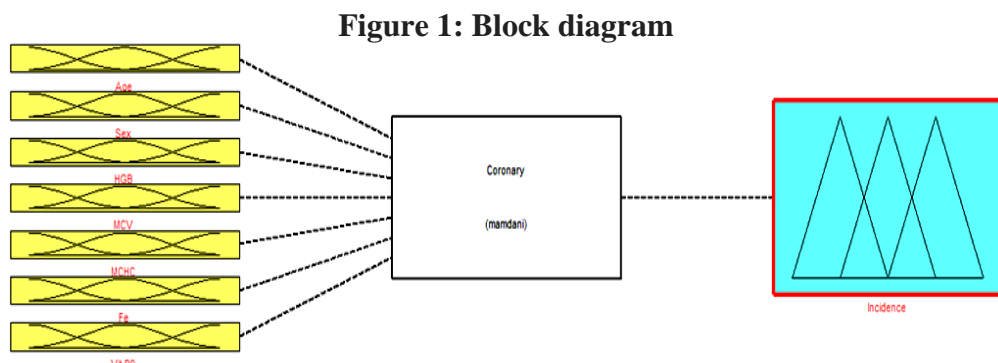 Figure 1: Block diagram
Age
Sex
HGB
MCV
MCHC
Fe
Coronary
(mamdani)
Incidence